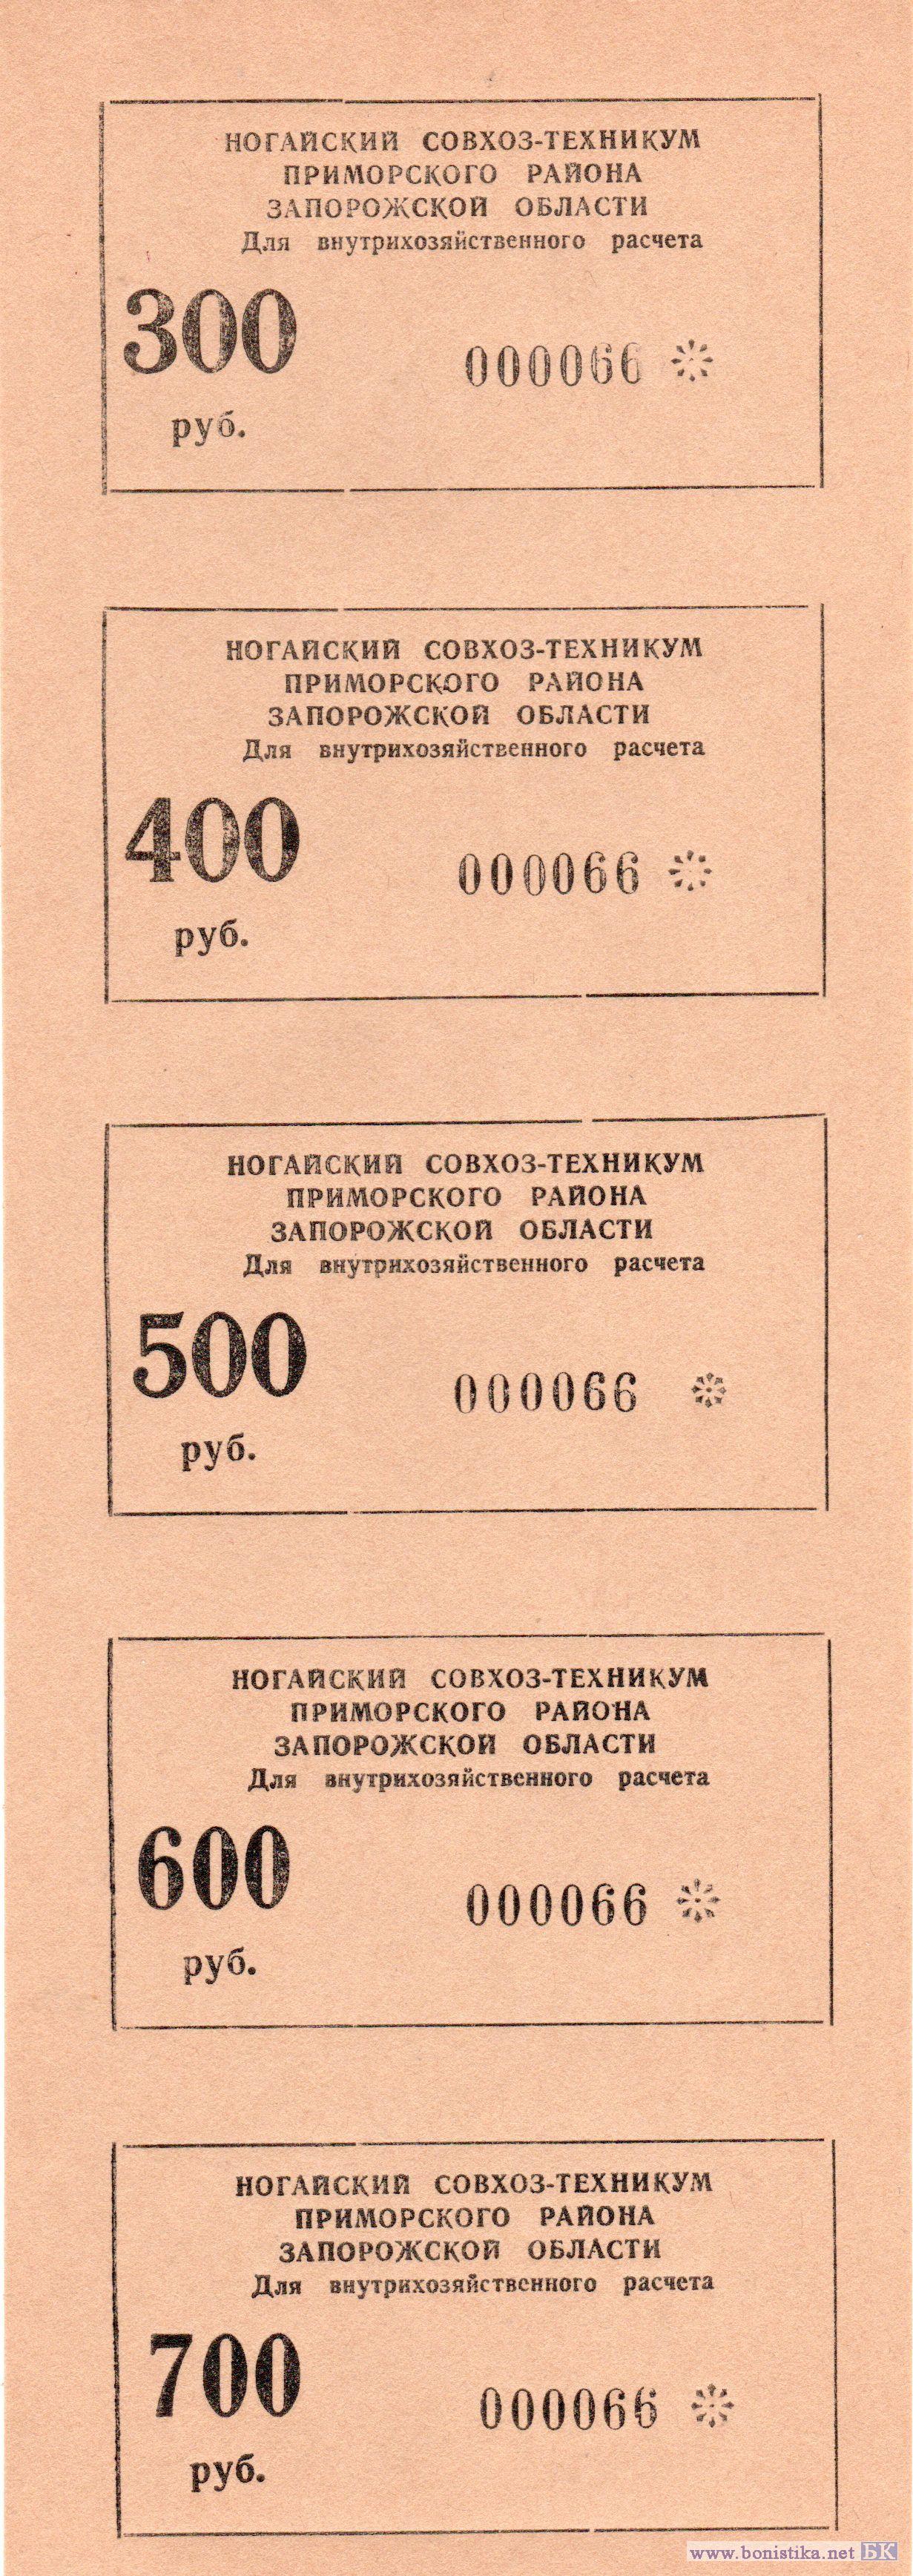 НОГАЙСКИЙ СОВХОЗ-ТЕХНИКУМ
ПРИМОРСКОГО РАЙОНА
ЗАПОРОЖСКОЙ ОБЛАСТИ
Для внутрихозяйственного расчета
300
000066
руб.
НОГАЙСКИЙ СОВХОЗ-ТЕХНИКУМ
ПРИМОРСКОГО РАЙОНА
ЗАПОРОЖСКОЙ ОБЛАСТИ
Для внутрихозяйственного расчета
400
000066
руб.
НОГАЙСКИЙ СОВХОЗ-ТЕХНИКУМ
ПРИМОРСКОГО РАЙОНА
ЗАПОРОЖСКОЙ ОБЛАСТИ
Для внутрихозяйственного расчета
500
000066
руб.
НОГАЙСКИЙ СОВХОЗ-ТЕХНИКУМ
ПРИМОРСКОГО РАЙОНА
ЗАПОРОЖСКОЙ ОБЛАСТИ
Для внутрихозяйственного расчета
600
000066
руб.
НОГАЙСКИЙ СОВХОЗ-ТЕХНИКУМ
ПРИМОРСКОГО РАЙОНА
ЗАПОРОЖСКОЙ ОБЛАСТИ
Для внутрихозяйственного расчета
700
000066
руб.
www.bonistika.net БК